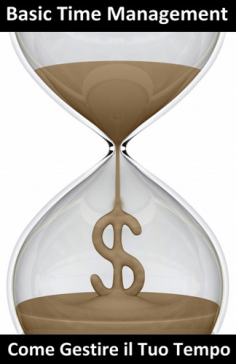 Basic Time Management
Come Gestire il Tuo Tempo